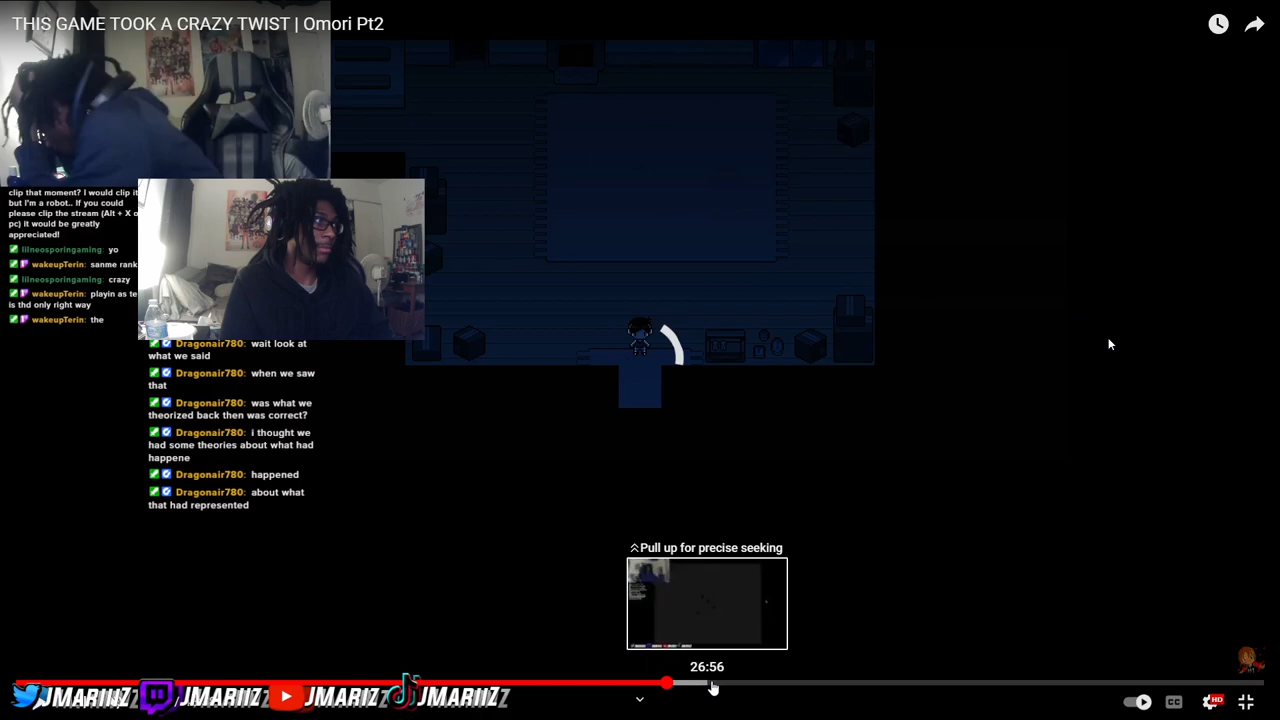 THIS GAME TOOK A CRAZY TWIST | Omori Pt2
clip that moment? I would clip it
but I'm a robot.. If you could
please clip the stream (Alt + X o
pc) it would be greatly
appreciated!
lilneosporingaming: yo
wakeupTerin: sanme rank
lilneosporingaming: crazy
wakeupTerin: playin as te
is thd only right way
wakeupTerin: the
Dragonair780: wait look at
what we said
Dragonair780: when we saw
that
Dragonair780: was what we
theorized back then was correct?
Dragonair780: i thought we
had some theories about what had
happene
Dragonair780: happened
Dragonair780: about what
that had represented
Pull up for precise seeking
26:56
JMARIIZ JMARIIZ JMARIZ JMARIIZ
CC HD